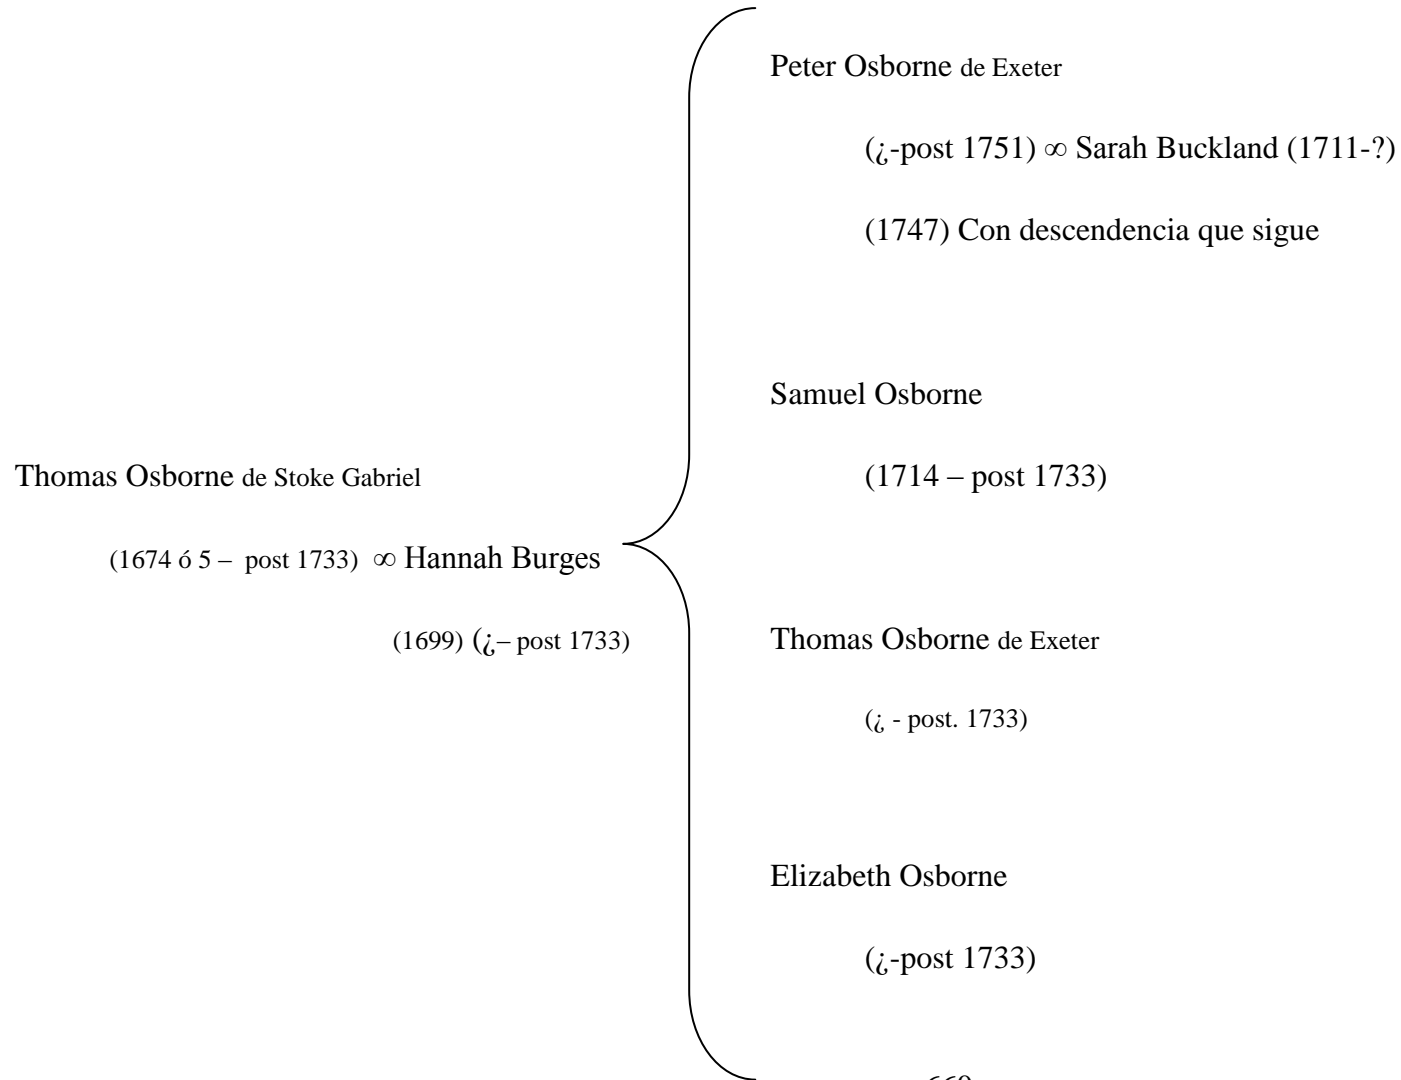 Peter Osborne de Exeter
(¿-post 1751) ∞ Sarah Buckland (1711-?)
(1747) Con descendencia que sigue
Samuel Osborne
(1714 – post 1733)
Thomas Osborne de Stoke Gabriel
(1674 ó 5 – post 1733) ∞ Hannah Burges
(1699) (¿– post 1733)
Thomas Osborne de Exeter
(¿ - post. 1733)
Elizabeth Osborne
(¿-post 1733)